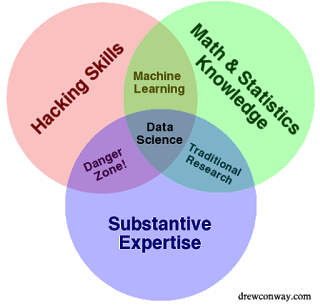 Hacking Skills
Math & Statistics
Knowledge
Machine
Learning
Data
Science
Danger
Zone!
Traditional
Research
Substantive
Expertise
drewconway.com